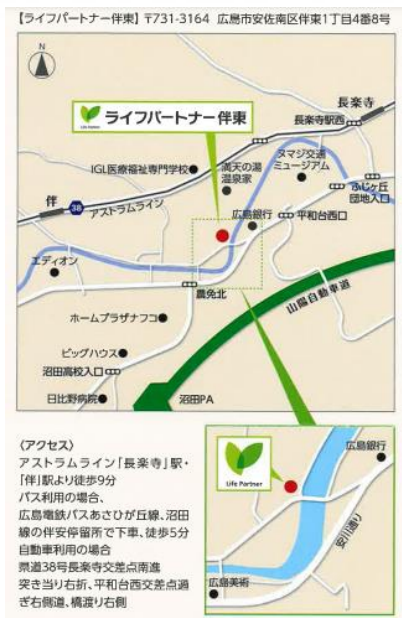 【ライフパートナー伴東】〒731-3164 広島市安佐南区伴東1丁目4番8号
N
長楽寺
長楽寺駅西
Life Partner
ライフパートナー伴東
ヌマジ交通
ミュージアム
IGL医療福祉専門学校
満天の湯
温泉家
ふじヶ丘
団地入口
伴
38
アストラムライン
広島銀行
平和台西口
エディオン
農免北
山陽自動車道
ホームプラザナフコ
ビッグハウス
沼田高校入口
日比野病院
沼田PA
〈アクセス〉
アストラムライン「長楽寺」駅・
「伴」駅より徒歩9分
バス利用の場合、
広島電鉄バスあさひが丘線、沼田
線の伴安停留所で下車、徒歩5分
自動車利用の場合
県道38号長楽寺交差点南進
突き当り右折、平和台西交差点過
ぎ右側道、橋渡り右側
広島銀行
Life Partner
安川通り
広島美術